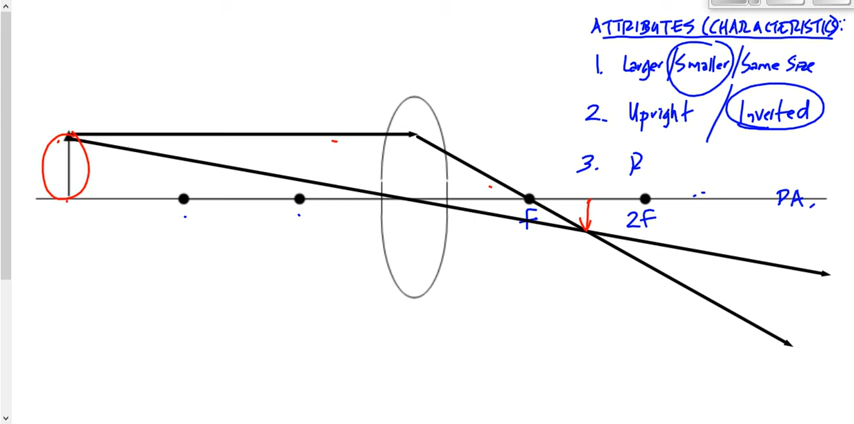 ATTRIBUTES (CHARACTERISTICS):
1. Larger/Smaller/Same Size
2. Upright / Inverted
3. R
PA.
F
2F